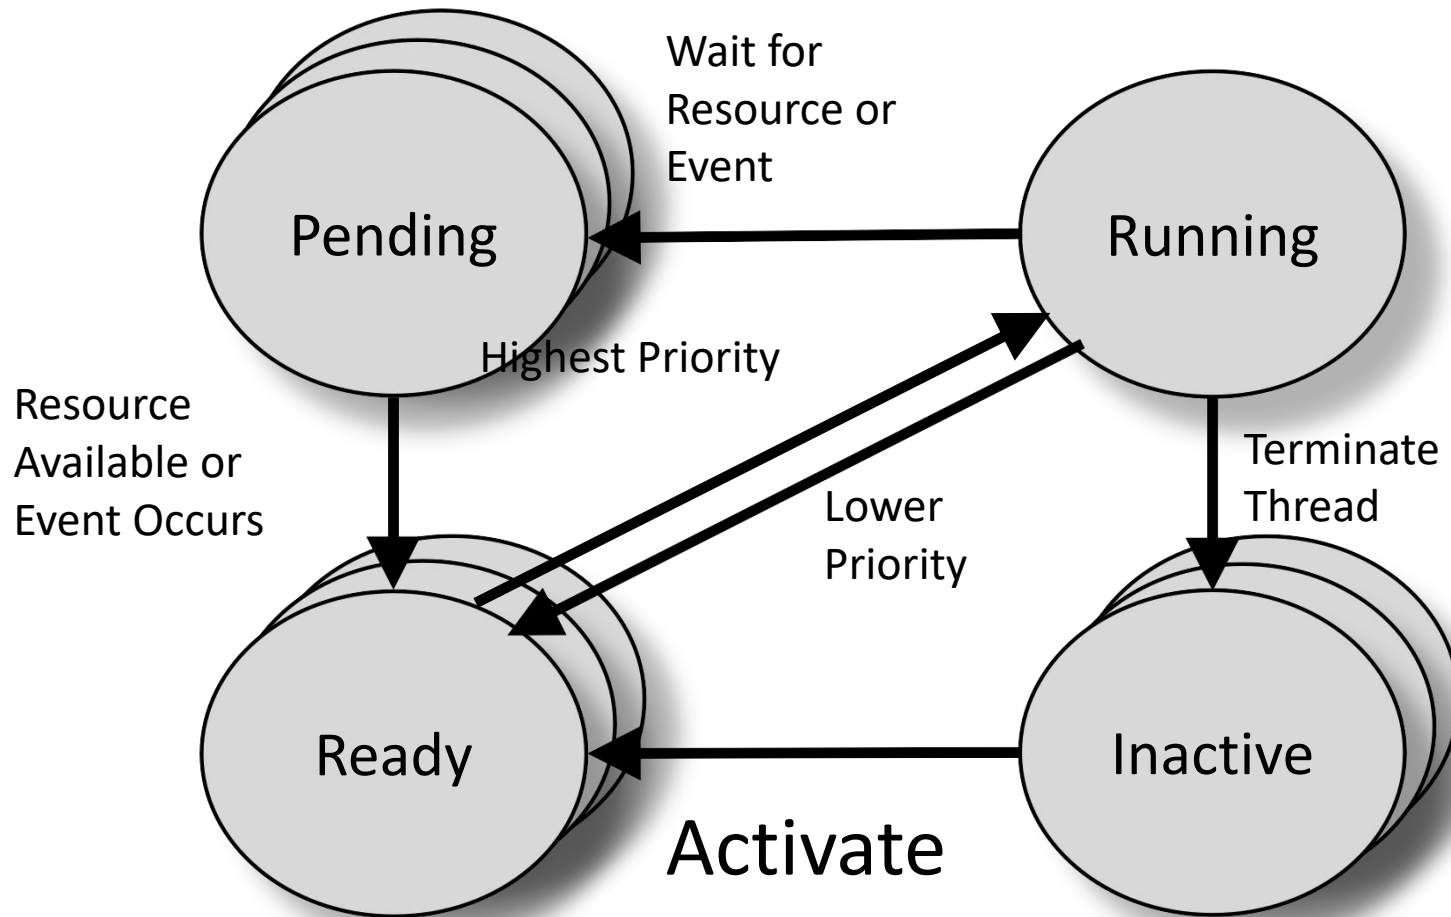 Wait for
Resource or
Event
Pending
Running
Highest Priority
Resource
Available or
Event Occurs
Terminate
Thread
Lower
Priority
Ready
Inactive
Activate